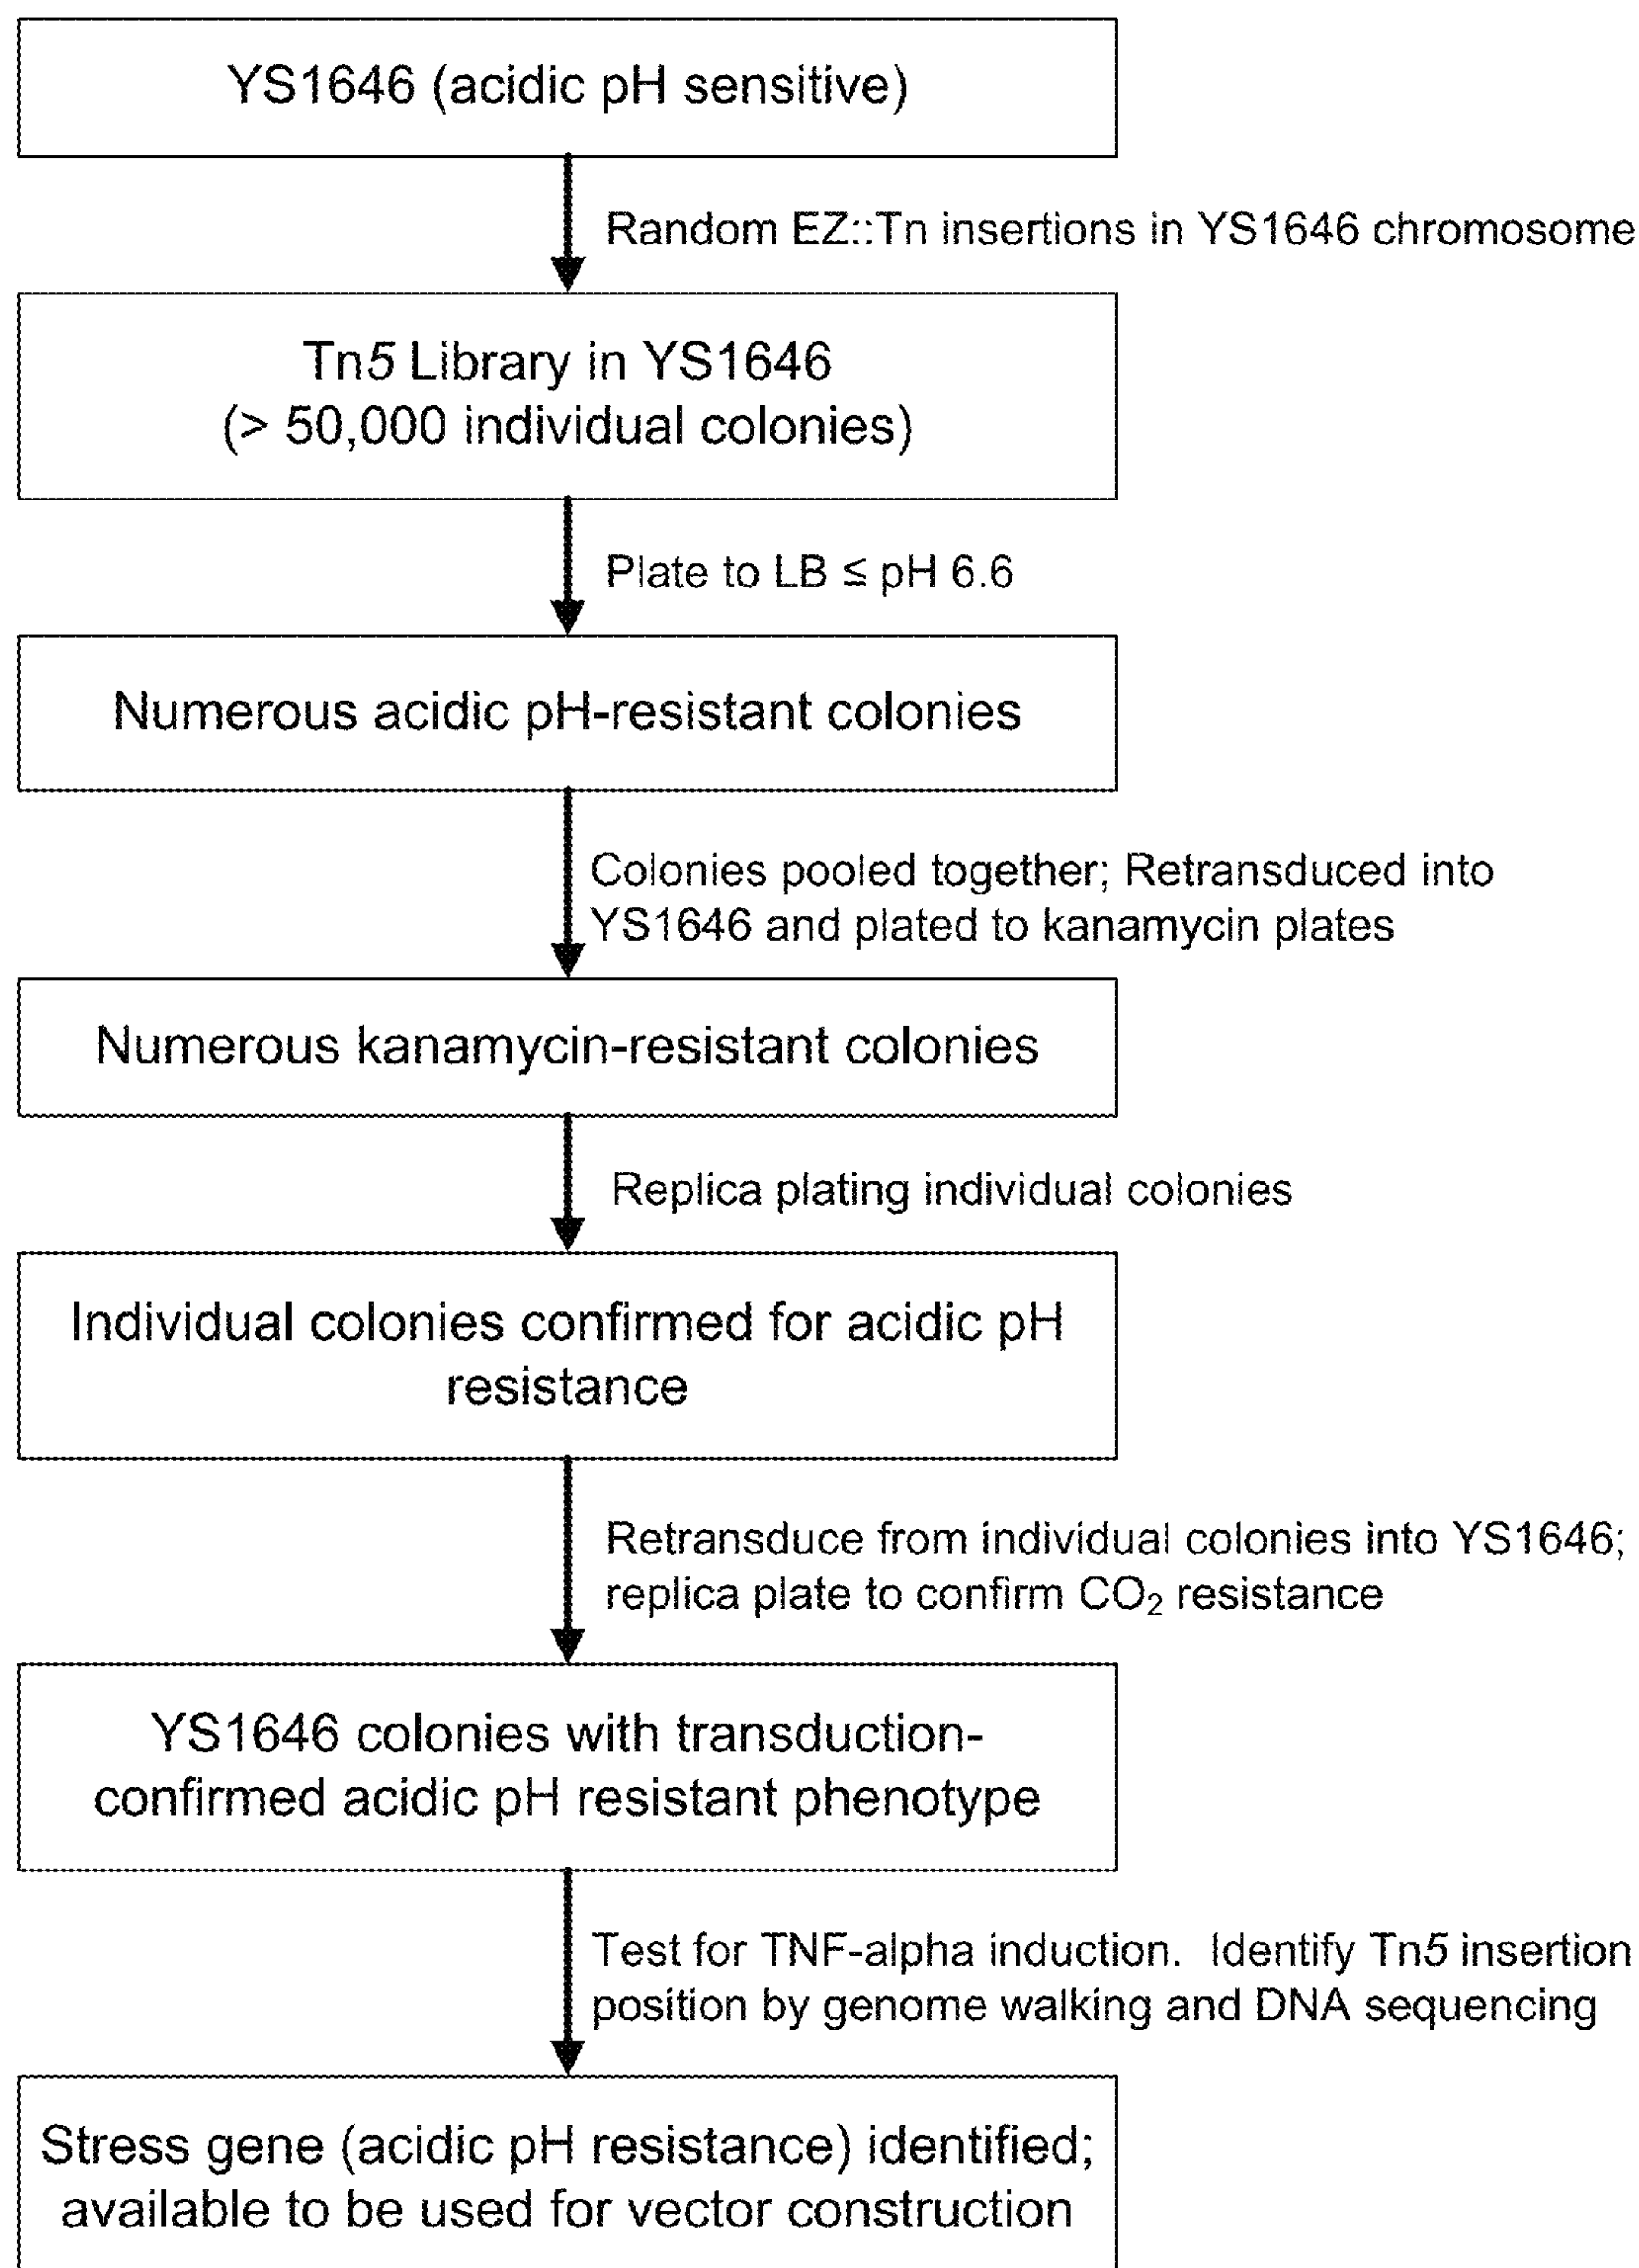 YS1646 (acidic pH sensitive)
Random EZ::Tn insertions in YS1646 chromosome
Tn5 Library in YS1646
(> 50,000 individual colonies)
Plate to LB ≤ pH 6.6
Numerous acidic pH-resistant colonies
Colonies pooled together; Retransduced into
YS1646 and plated to kanamycin plates
Numerous kanamycin-resistant colonies
Replica plating individual colonies
Individual colonies confirmed for acidic pH
resistance
Retransduce from individual colonies into YS1646;
replica plate to confirm CO₂ resistance
YS1646 colonies with transduction-
confirmed acidic pH resistant phenotype
Test for TNF-alpha induction. Identify Tn5 insertion
position by genome walking and DNA sequencing
Stress gene (acidic pH resistance) identified;
available to be used for vector construction